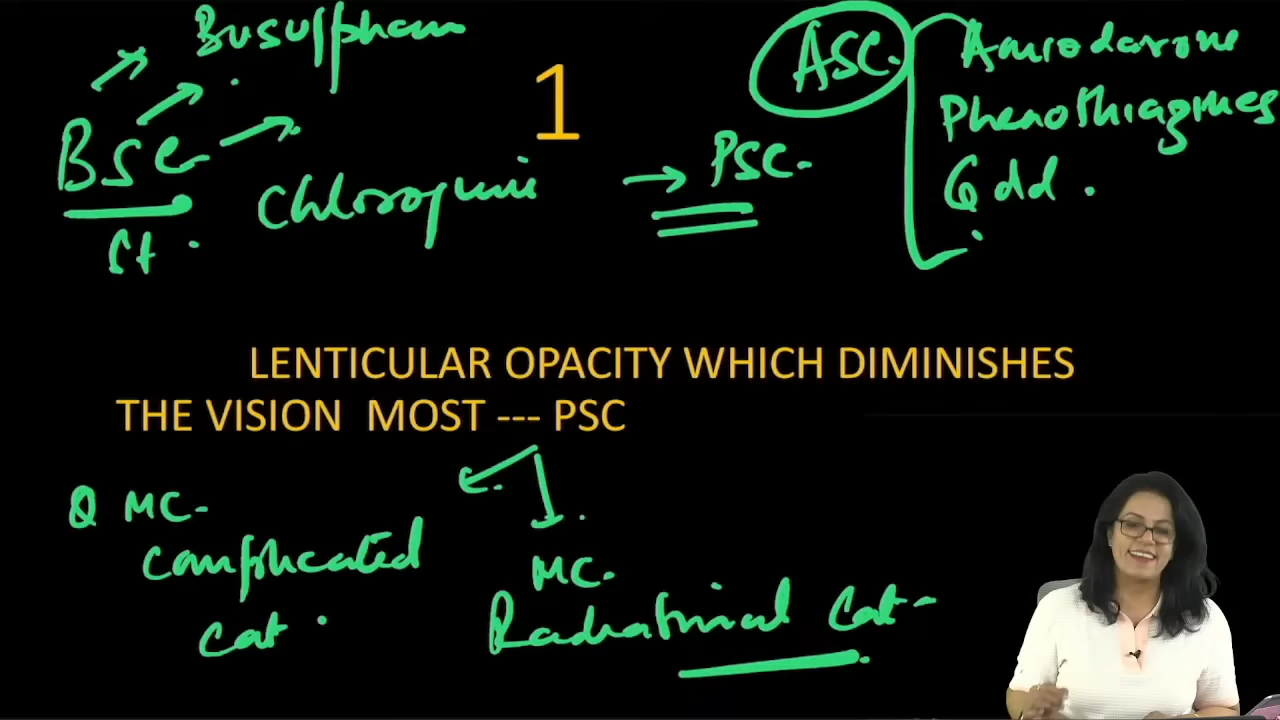 Busulphan
BSc
St.
Chloroquine
1
→ PSC.
ASC.
Amiodarone
Phenothiazines
Gold.
LENTICULAR OPACITY WHICH DIMINISHES
THE VISION MOST --- PSC
Q MC.
complicated
cat.
MC.
Radiational Cat-